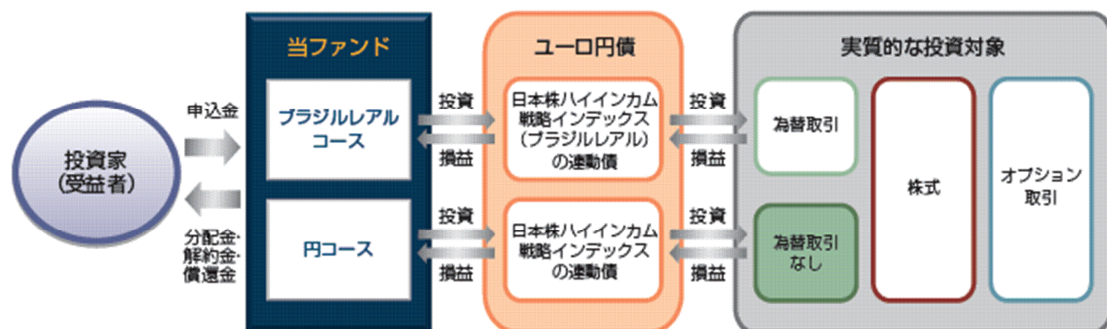 投資家
(受益者)
申込金
分配金・
解約金・
償還金
当ファンド
ブラジルレアル
コース
円コース
投資
損益
投資
損益
ユーロ円債
日本株ハイインカム
戦略インデックス
(ブラジルレアル)
の連動債
日本株ハイインカム
戦略インデックス
の連動債
投資
損益
投資
損益
実質的な投資対象
為替取引
為替取引
なし
株式
オプション
取引